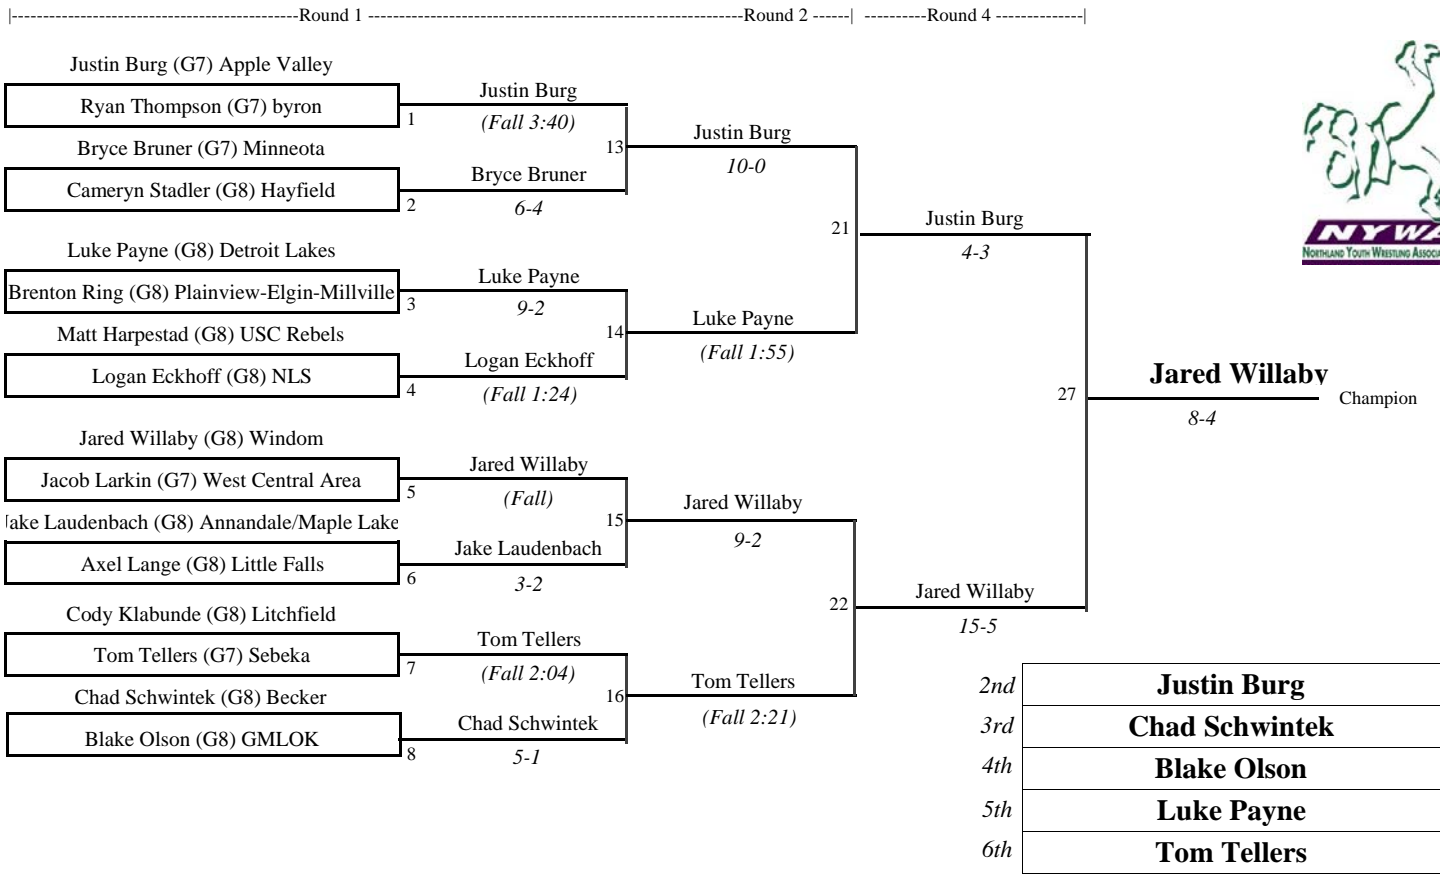 |----------------------------------------------Round 1 ------------------------------------------------------------Round 2 ------| ----------Round 4 --------------|
Justin Burg (G7) Apple Valley
Ryan Thompson (G7) byron
1
Justin Burg
(Fall 3:40)
Bryce Bruner (G7) Minneota
Cameryn Stadler (G8) Hayfield
2
Bryce Bruner
6-4
13
Justin Burg
10-0
Luke Payne (G8) Detroit Lakes
Brenton Ring (G8) Plainview-Elgin-Millville
3
Luke Payne
9-2
Matt Harpestad (G8) USC Rebels
Logan Eckhoff (G8) NLS
4
Logan Eckhoff
(Fall 1:24)
14
Luke Payne
(Fall 1:55)
21
Justin Burg
4-3
Jared Willaby (G8) Windom
Jacob Larkin (G7) West Central Area
5
Jared Willaby
(Fall)
Jake Laudenbach (G8) Annandale/Maple Lake
Axel Lange (G8) Little Falls
6
Jake Laudenbach
3-2
15
Jared Willaby
9-2
Cody Klabunde (G8) Litchfield
Tom Tellers (G7) Sebeka
7
Tom Tellers
(Fall 2:04)
Chad Schwintek (G8) Becker
Blake Olson (G8) GMLOK
8
Chad Schwintek
5-1
16
Tom Tellers
(Fall 2:21)
22
Jared Willaby
15-5
27
Jared Willaby
Champion
8-4
NYWA
NORTHLAND YOUTH WRESTLING ASSOC
2nd Justin Burg
3rd Chad Schwintek
4th Blake Olson
5th Luke Payne
6th Tom Tellers